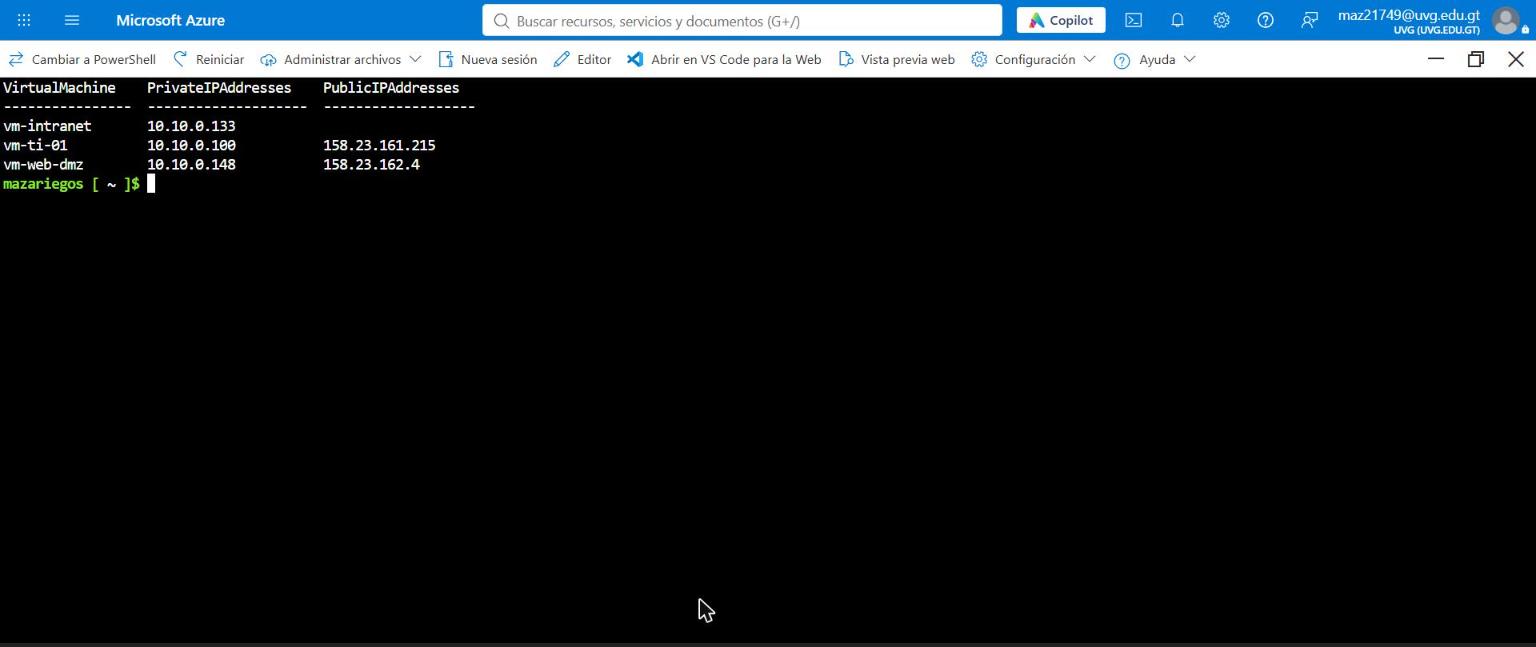 Microsoft Azure
Buscar recursos, servicios y documentos (G+/)
Copilot
maz21749@uvg.edu.gt
UVG (UVG.EDU.GT)
Cambiar a PowerShell Reiniciar Administrar archivos Nueva sesión Editor Abrir en VS Code para la Web Vista previa web Configuración Ayuda
VirtualMachine PrivateIPAddresses PublicIPAddresses
---------------- -------------------- -------------------
vm-intranet 10.10.0.133
vm-ti-01 10.10.0.100 158.23.161.215
vm-web-dmz 10.10.0.148 158.23.162.4
mazariegos [ ~ ]$